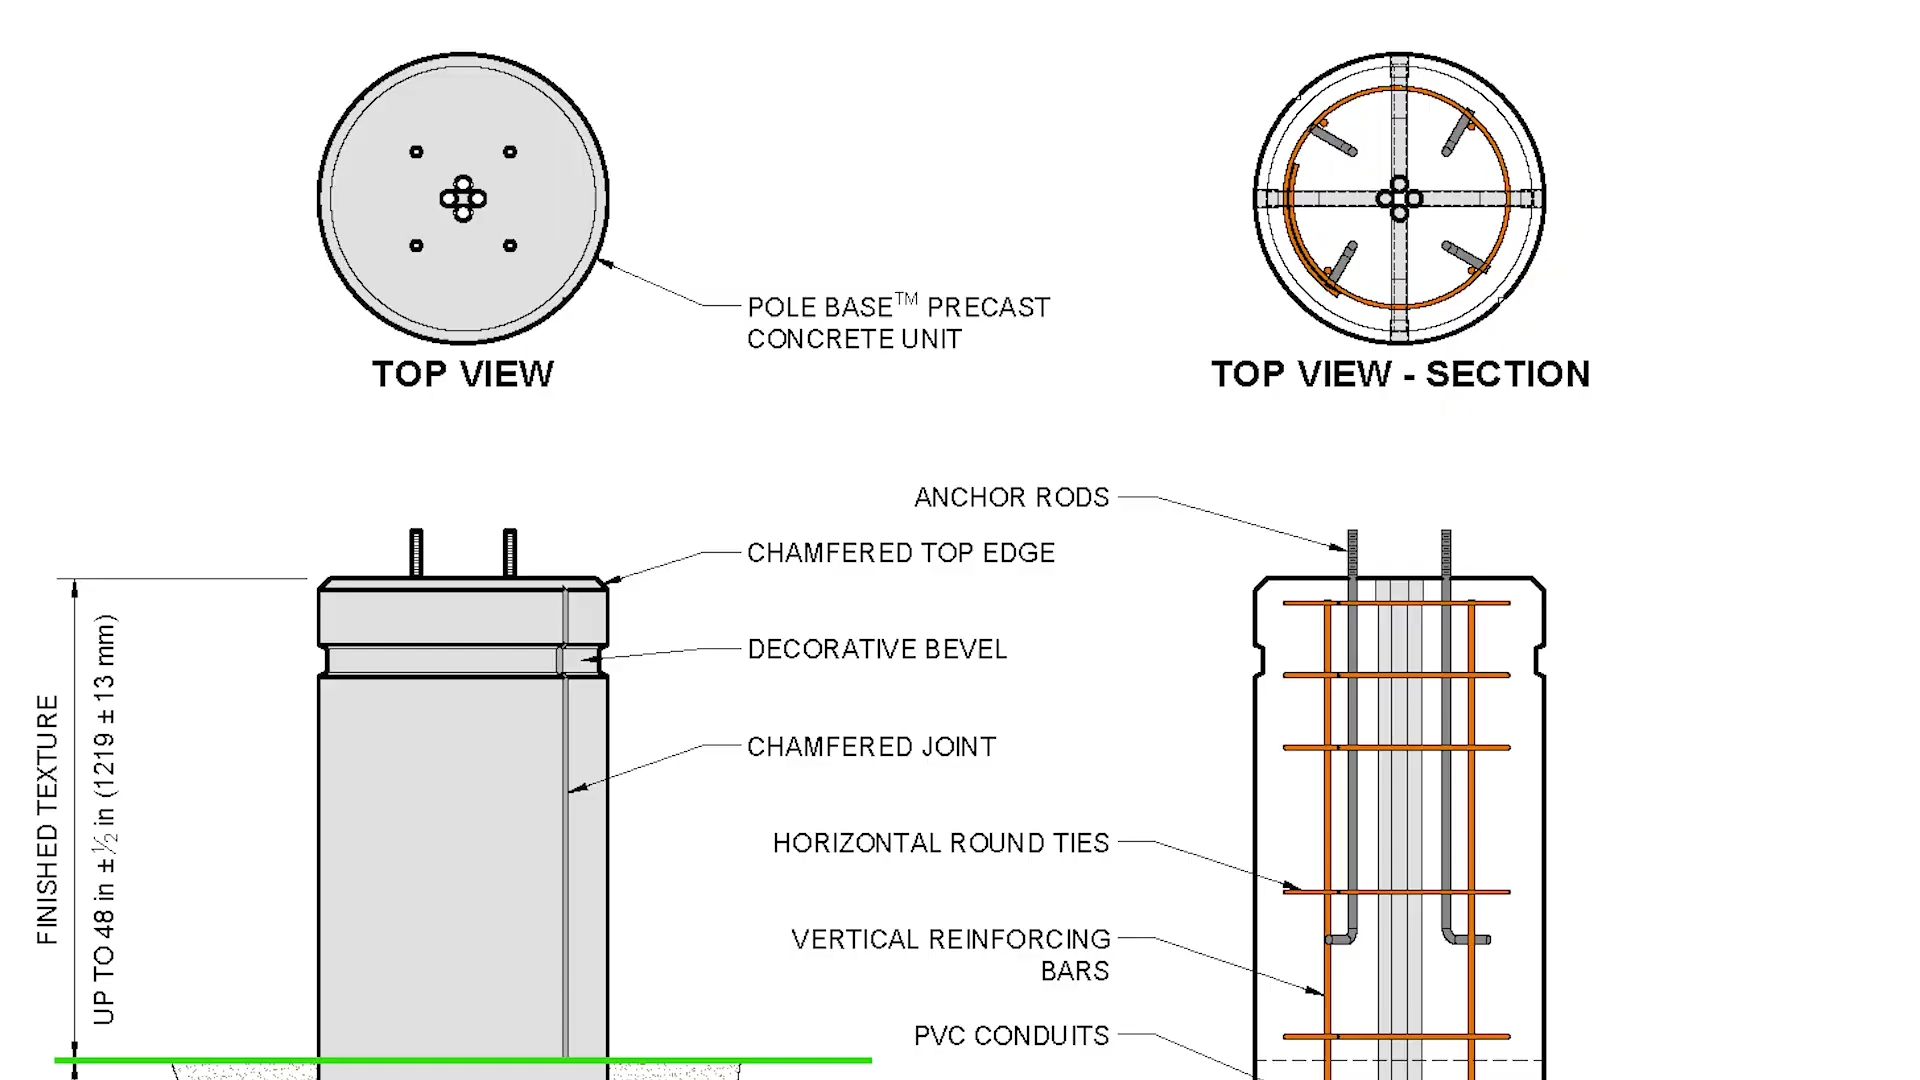 POLE BASE™ PRECAST
CONCRETE UNIT
TOP VIEW
TOP VIEW - SECTION
ANCHOR RODS
CHAMFERED TOP EDGE
DECORATIVE BEVEL
CHAMFERED JOINT
HORIZONTAL ROUND TIES
VERTICAL REINFORCING
BARS
PVC CONDUITS
FINISHED TEXTURE
UP TO 48 in ± ½ in (1219 ± 13 mm)